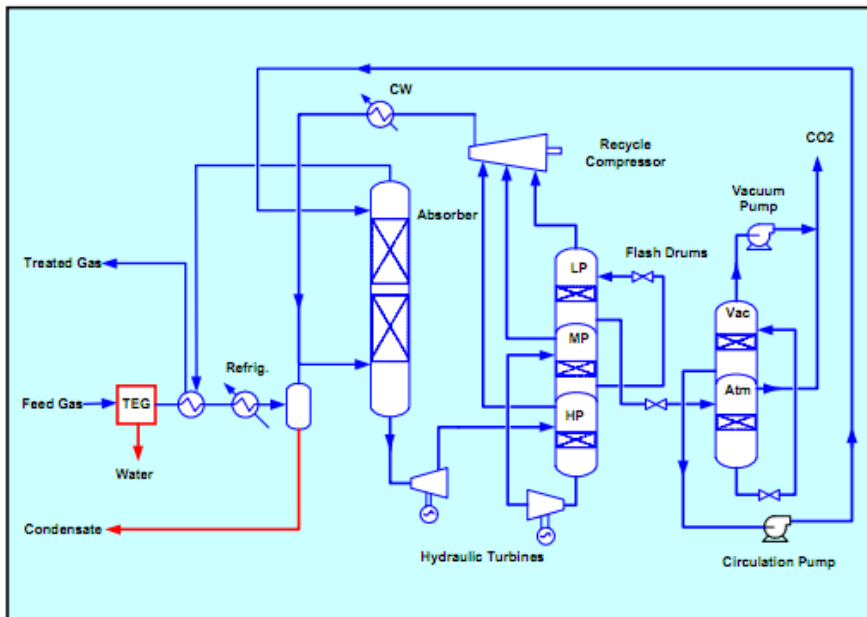 CW
CO2
Recycle
Compressor
Vacuum
Pump
Absorber
Flash Drums
LP
Treated Gas
Vac
MP
Refrig.
Atm
Feed Gas
TEG
HP
Water
Condensate
Hydraulic Turbines
Circulation Pump